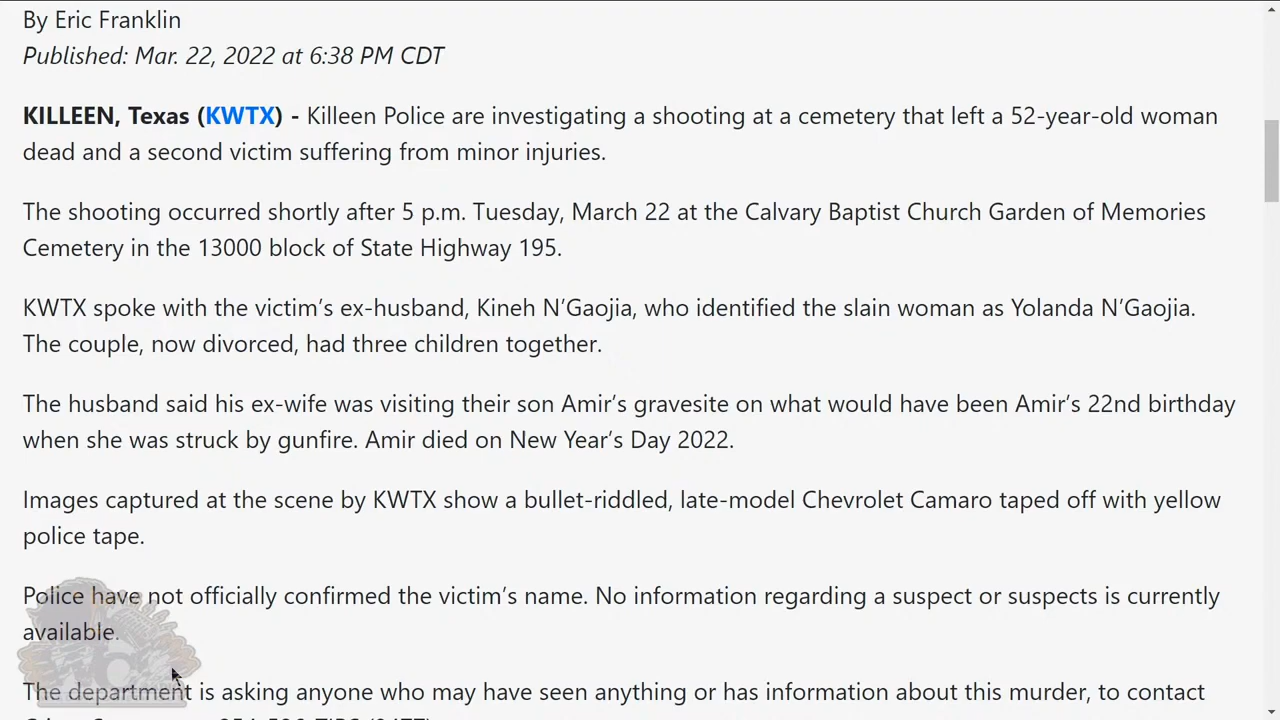 By Eric Franklin
Published: Mar. 22, 2022 at 6:38 PM CDT
KILLEEN, Texas (KWTX) - Killeen Police are investigating a shooting at a cemetery that left a 52-year-old woman
dead and a second victim suffering from minor injuries.
The shooting occurred shortly after 5 p.m. Tuesday, March 22 at the Calvary Baptist Church Garden of Memories
Cemetery in the 13000 block of State Highway 195.
KWTX spoke with the victim’s ex-husband, Kineh N’Gaojia, who identified the slain woman as Yolanda N’Gaojia.
The couple, now divorced, had three children together.
The husband said his ex-wife was visiting their son Amir’s gravesite on what would have been Amir’s 22nd birthday
when she was struck by gunfire. Amir died on New Year’s Day 2022.
Images captured at the scene by KWTX show a bullet-riddled, late-model Chevrolet Camaro taped off with yellow
police tape.
Police have not officially confirmed the victim’s name. No information regarding a suspect or suspects is currently
available.
The department is asking anyone who may have seen anything or has information about this murder, to contact